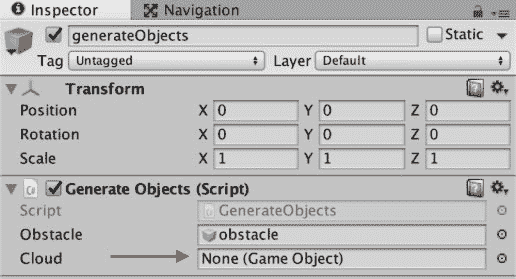 Inspector Navigation
generateObjects Static
Tag Untagged Layer Default
Transform
Position X 0 Y 0 Z 0
Rotation X 0 Y 0 Z 0
Scale X 1 Y 1 Z 1
Generate Objects (Script)
Script GenerateObjects
Obstacle obstacle
Cloud None (Game Object)